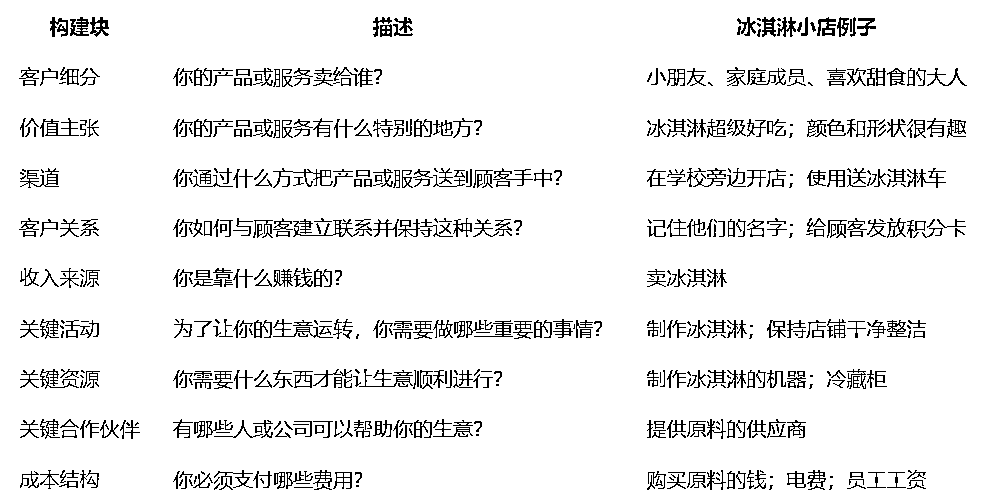 构建块 描述 冰淇淋小店例子
客户细分 你的产品或服务卖给谁? 小朋友、家庭成员、喜欢甜食的大人
价值主张 你的产品或服务有什么特别的地方? 冰淇淋超级好吃；颜色和形状很有趣
渠道 你通过什么方式把产品或服务送到顾客手中? 在学校旁边开店；使用送冰淇淋车
客户关系 你如何与顾客建立联系并保持这种关系? 记住他们的名字；给顾客发放积分卡
收入来源 你是靠什么赚钱的? 卖冰淇淋
关键活动 为了让你的生意运转，你需要做哪些重要的事情? 制作冰淇淋；保持店铺干净整洁
关键资源 你需要什么东西才能让生意顺利进行? 制作冰淇淋的机器；冷藏柜
关键合作伙伴 有哪些人或公司可以帮助你的生意? 提供原料的供应商
成本结构 你必须支付哪些费用? 购买原料的钱；电费；员工工资